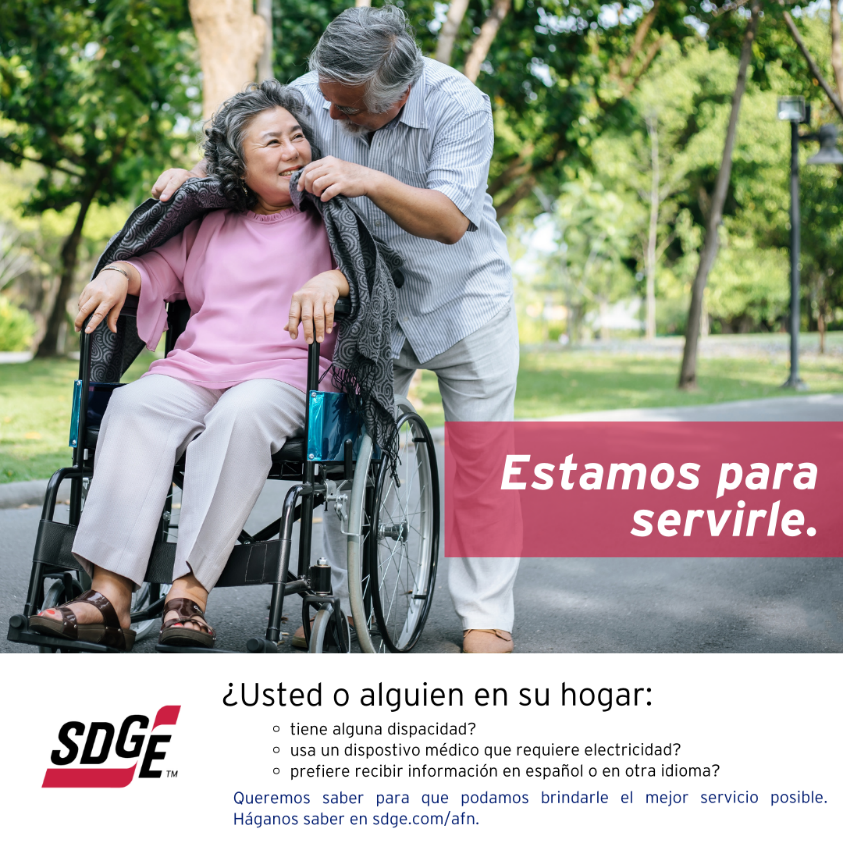 Estamos para
servirle.
¿Usted o alguien en su hogar:
◦ tiene alguna dispacidad?
◦ usa un dispostivo médico que requiere electricidad?
◦ prefiere recibir información en español o en otra idioma?
SDGE™
Queremos saber para que podamos brindarle el mejor servicio posible.
Háganos saber en sdge.com/afn.